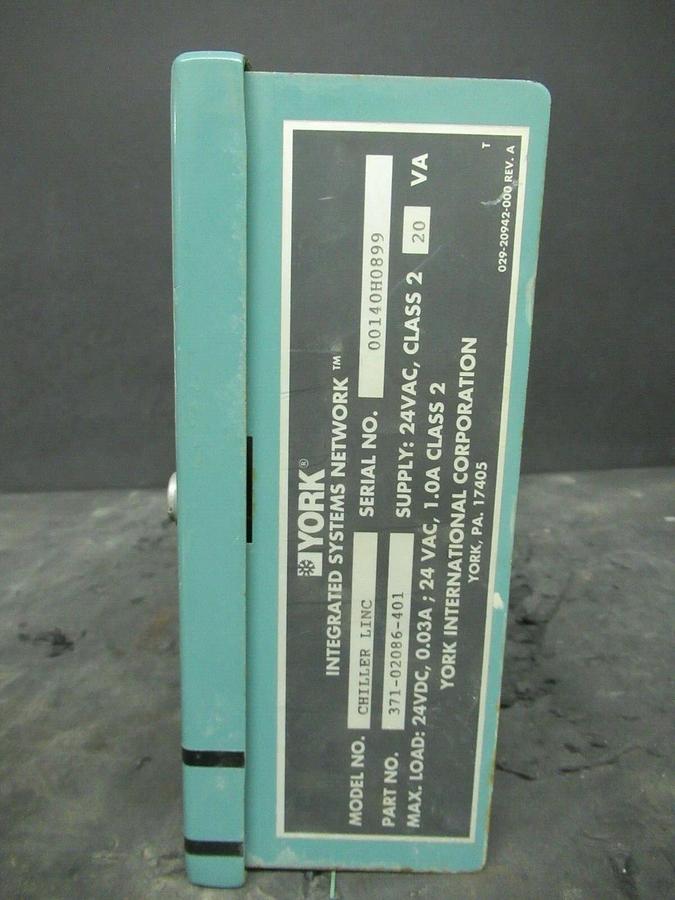 YORK®
INTEGRATED SYSTEMS NETWORK™
MODEL NO. CHILLER LINC SERIAL NO. 00140H0899
PART NO. 371-02086-401 SUPPLY: 24VAC, CLASS 2 20 VA
MAX. LOAD: 24VDC, 0.03A ; 24 VAC, 1.0A CLASS 2
YORK INTERNATIONAL CORPORATION
YORK, PA. 17405
T
029-20942-000 REV. A